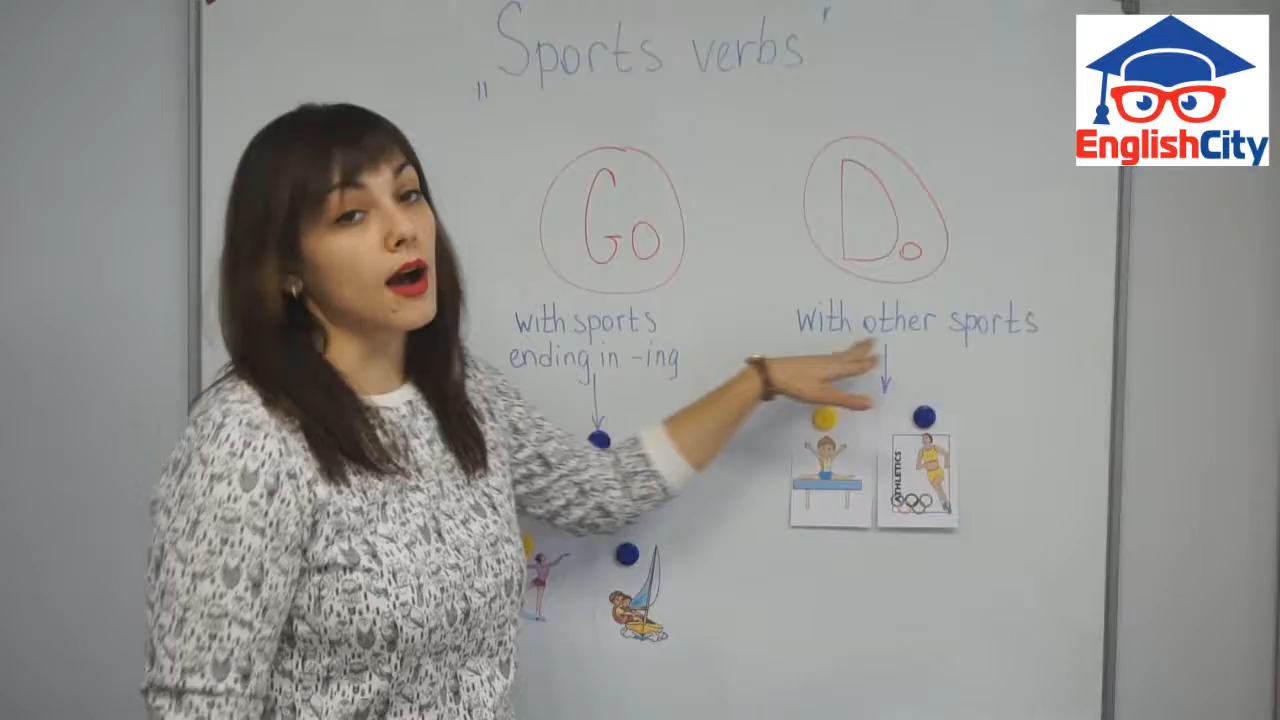 „Sports verbs"
Go
with sports
ending in -ing
Do
with other sports
ATHLETICS
EnglishCity